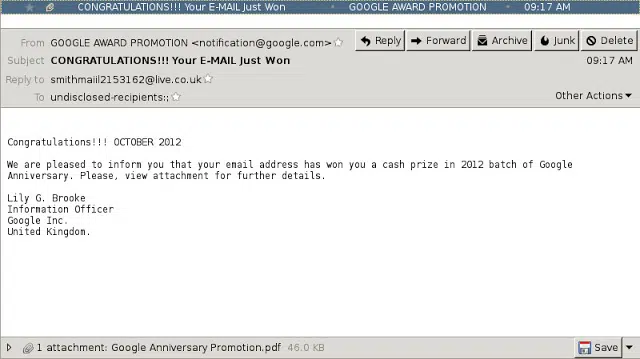 CONGRATULATIONS!!! Your E-MAIL Just Won • GOOGLE AWARD PROMOTION • 09:17 AM
From GOOGLE AWARD PROMOTION <notification@google.com> Reply Forward Archive Junk Delete
Subject CONGRATULATIONS!!! Your E-MAIL Just Won 09:17 AM
Reply to smithmaiil2153162@live.co.uk
To undisclosed-recipients:; Other Actions
Congratulations!!! OCTOBER 2012
We are pleased to inform you that your email address has won you a cash prize in 2012 batch of Google
Anniversary. Please, view attachment for further details.
Lily G. Brooke
Information Officer
Google Inc.
United Kingdom.
1 attachment: Google Anniversary Promotion.pdf 46.0 KB Save